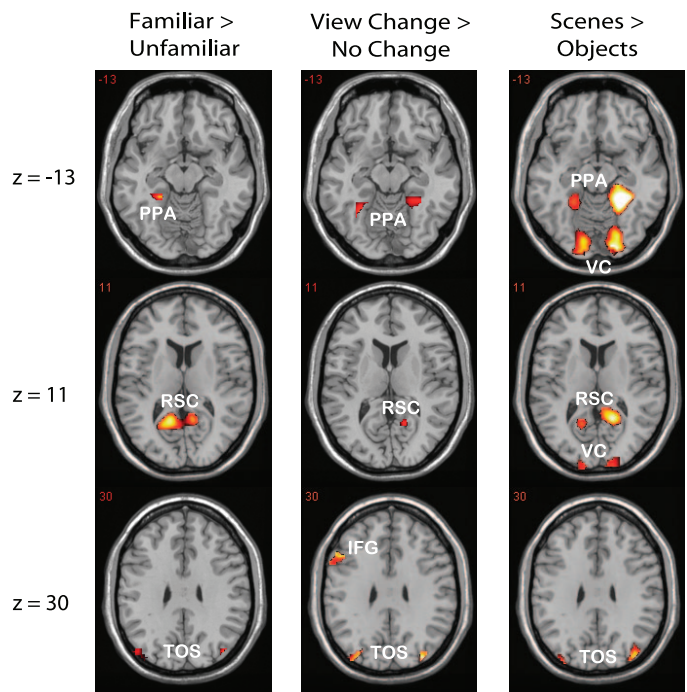 Familiar >
Unfamiliar
View Change >
No Change
Scenes >
Objects
z = -13
-13
PPA
-13
PPA
-13
PPA
VC
z = 11
11
RSC
11
RSC
11
RSC
VC
z = 30
30
TOS
30
IFG
TOS
30
TOS